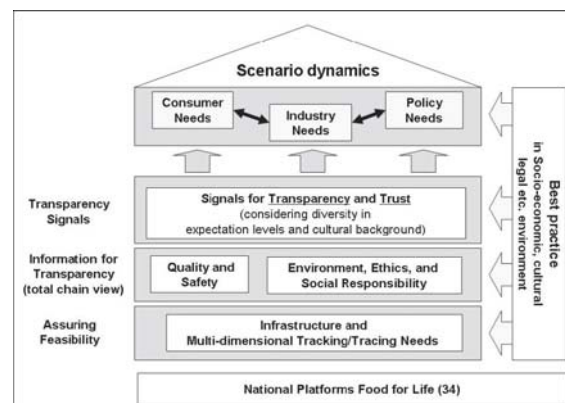 Scenario dynamics
Consumer
Needs
Industry
Needs
Policy
Needs
Transparency
Signals
Signals for Transparency and Trust
(considering diversity in
expectation levels and cultural background)
Information for
Transparency
(total chain view)
Quality and
Safety
Environment, Ethics, and
Social Responsibility
Assuring
Feasibility
Infrastructure and
Multi-dimensional Tracking/Tracing Needs
Best practice
in Socio-economic, cultural
legal etc. environment
National Platforms Food for Life (34)